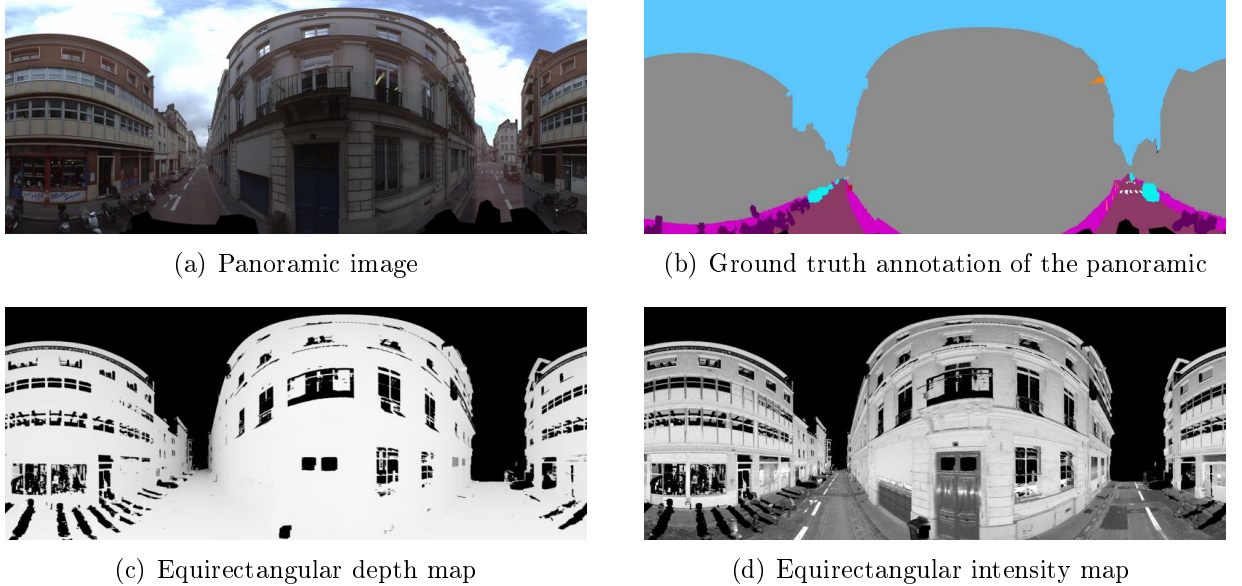 (a) Panoramic image
(b) Ground truth annotation of the panoramic
(c) Equirectangular depth map
(d) Equirectangular intensity map